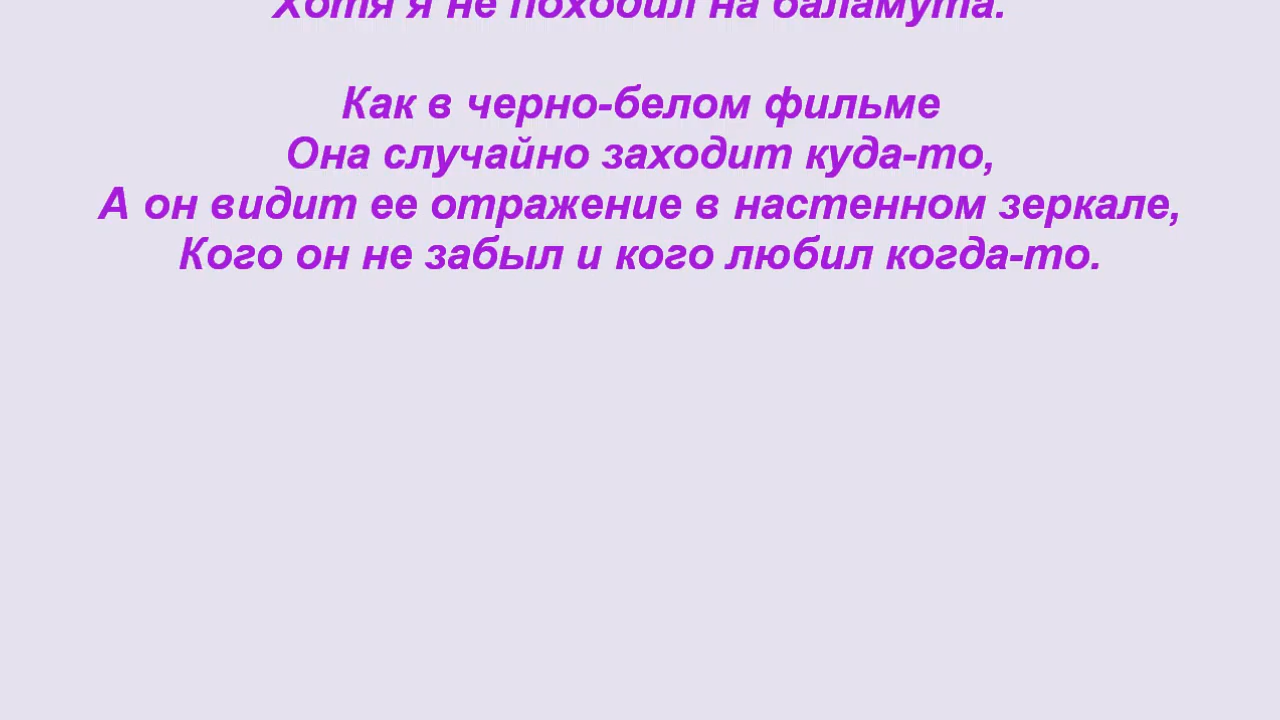 Хотя я не походил на баламута.
Как в черно-белом фильме
Она случайно заходит куда-то,
А он видит ее отражение в настенном зеркале,
Кого он не забыл и кого любил когда-то.